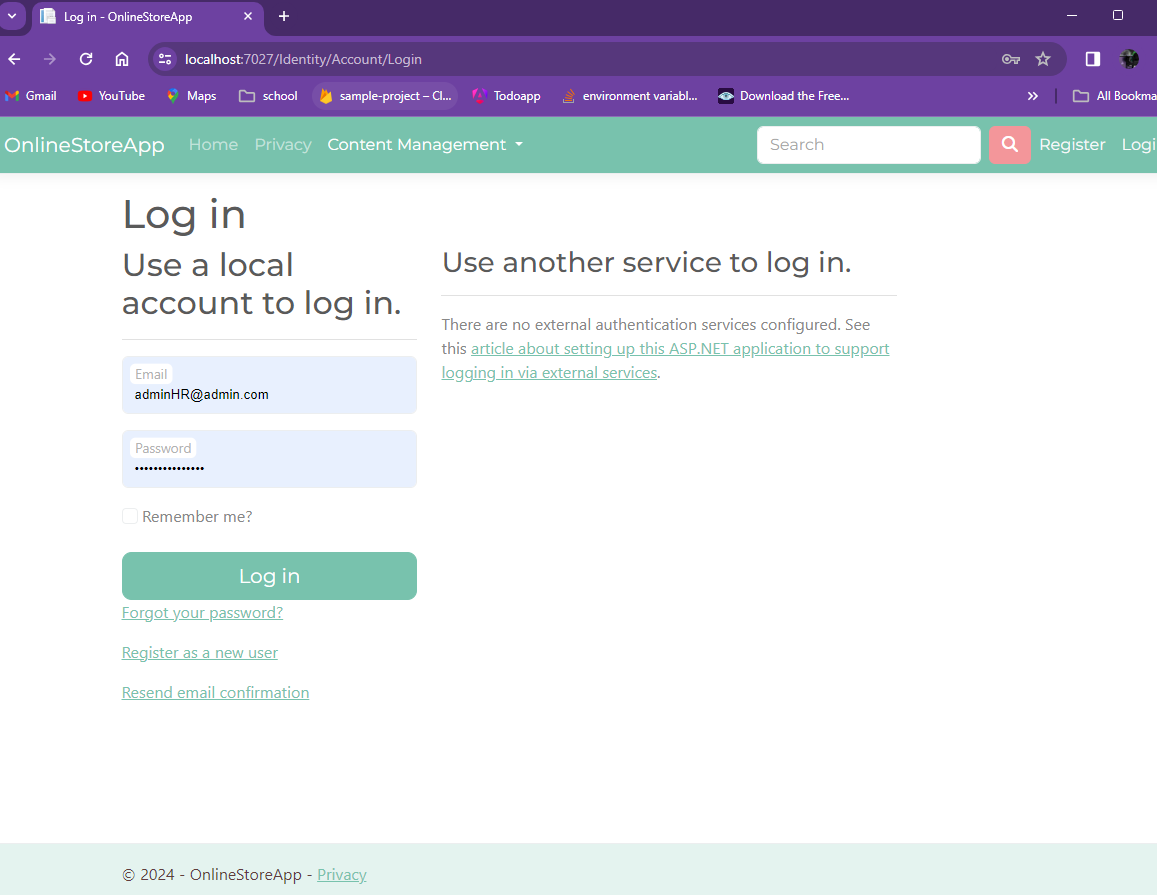 Log in - OnlineStoreApp
localhost:7027/Identity/Account/Login
Gmail YouTube Maps school sample-project – Cl... Todoapp environment variabl... Download the Free... All Bookma
OnlineStoreApp Home Privacy Content Management Search Register Logi
Log in
Use a local
account to log in.
Email
adminHR@admin.com
Password
•••••••••••••••
Remember me?
Log in
Forgot your password?
Register as a new user
Resend email confirmation
Use another service to log in.
There are no external authentication services configured. See
this article about setting up this ASP.NET application to support
logging in via external services.
© 2024 - OnlineStoreApp - Privacy